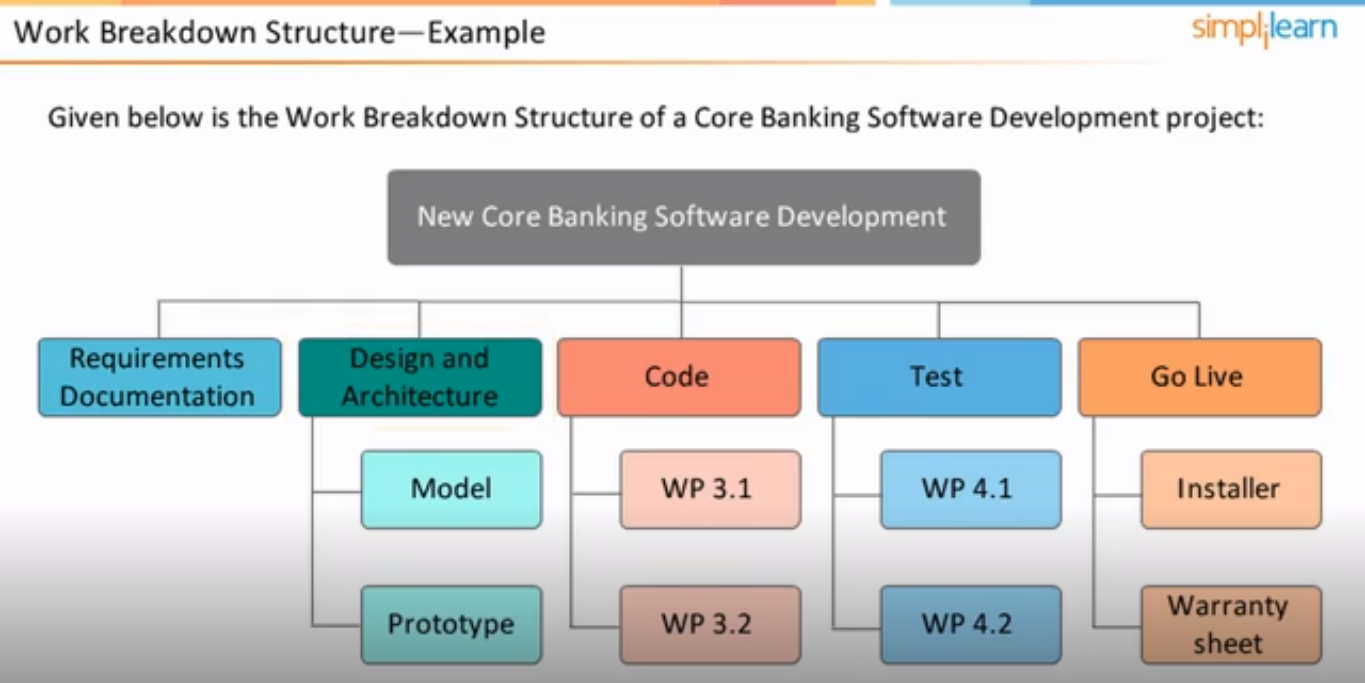 Work Breakdown Structure—Example
simplilearn
Given below is the Work Breakdown Structure of a Core Banking Software Development project:
New Core Banking Software Development
Requirements
Documentation
Design and
Architecture
Code
Test
Go Live
Model
WP 3.1
WP 4.1
Installer
Prototype
WP 3.2
WP 4.2
Warranty
sheet